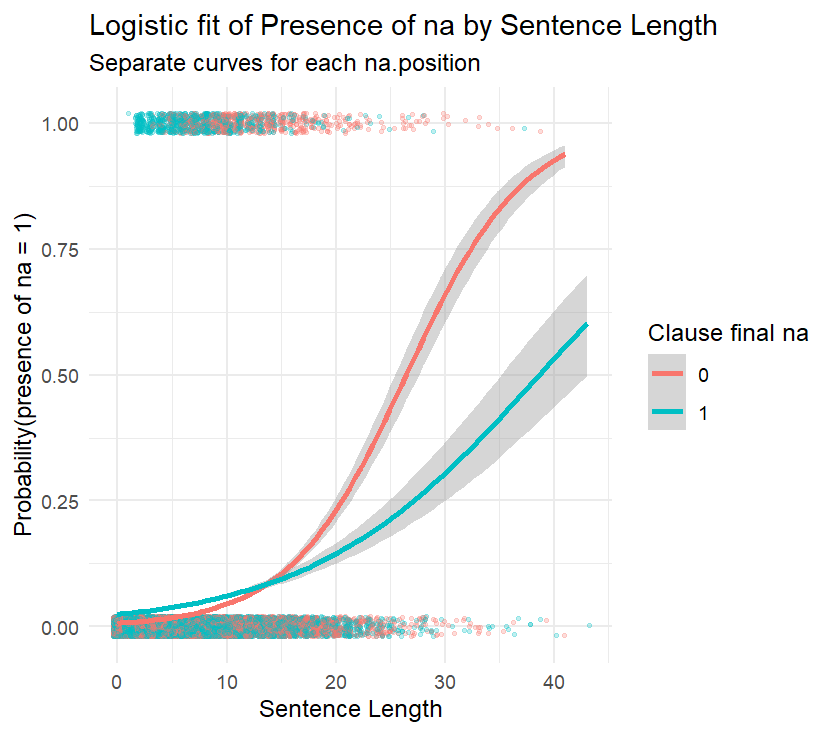 Logistic fit of Presence of na by Sentence Length
Separate curves for each na.position
Probability(presence of na = 1)
1.00
0.75
0.50
0.25
0.00
0
10
20
30
40
Sentence Length
Clause final na
0
1